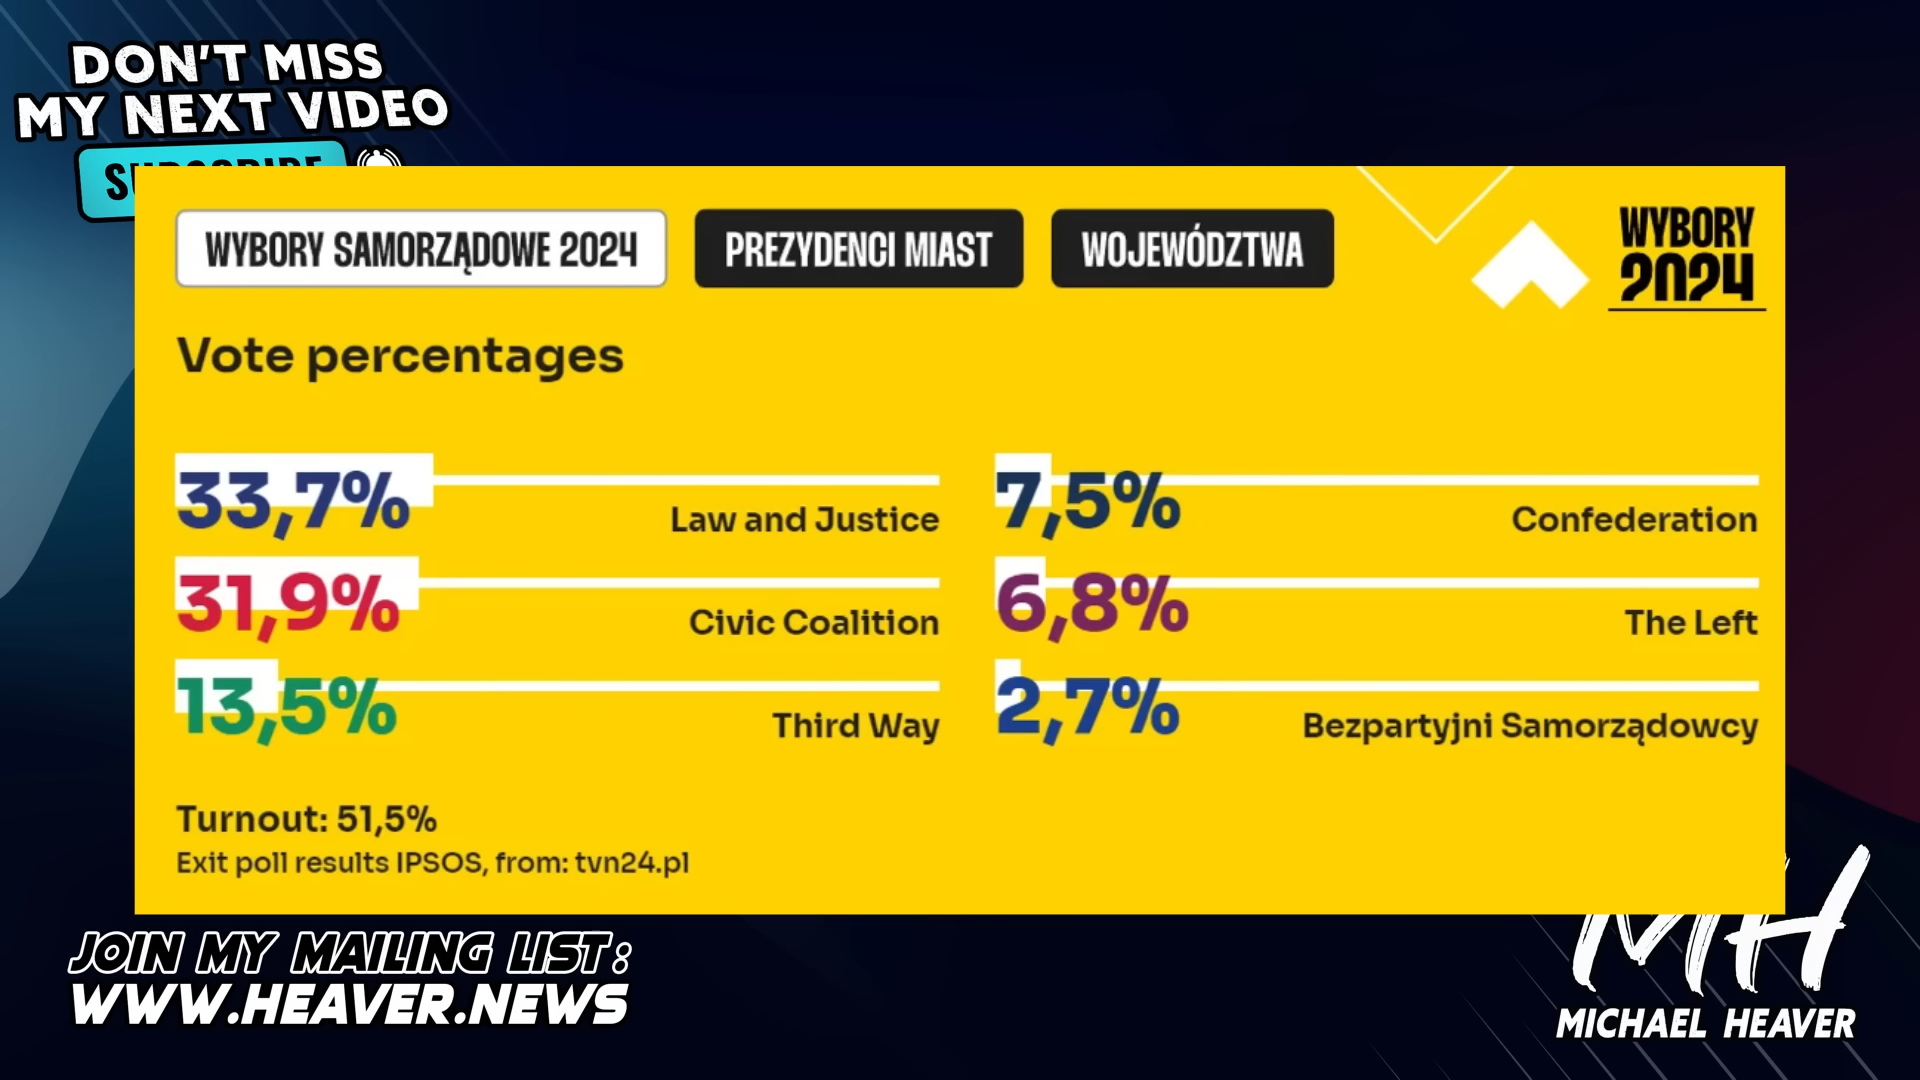 DON'T MISS
MY NEXT VIDEO
SUBSCRIBE
WYBORY SAMORZĄDOWE 2024
PREZYDENCI MIAST
WOJEWÓDZTWA
WYBORY
2024
Vote percentages
33,7%
Law and Justice
7,5%
Confederation
31,9%
Civic Coalition
6,8%
The Left
13,5%
Third Way
2,7%
Bezpartyjni Samorządowcy
Turnout: 51,5%
Exit poll results IPSOS, from: tvn24.pl
JOIN MY MAILING LIST:
WWW.HEAVER.NEWS
MH
MICHAEL HEAVER